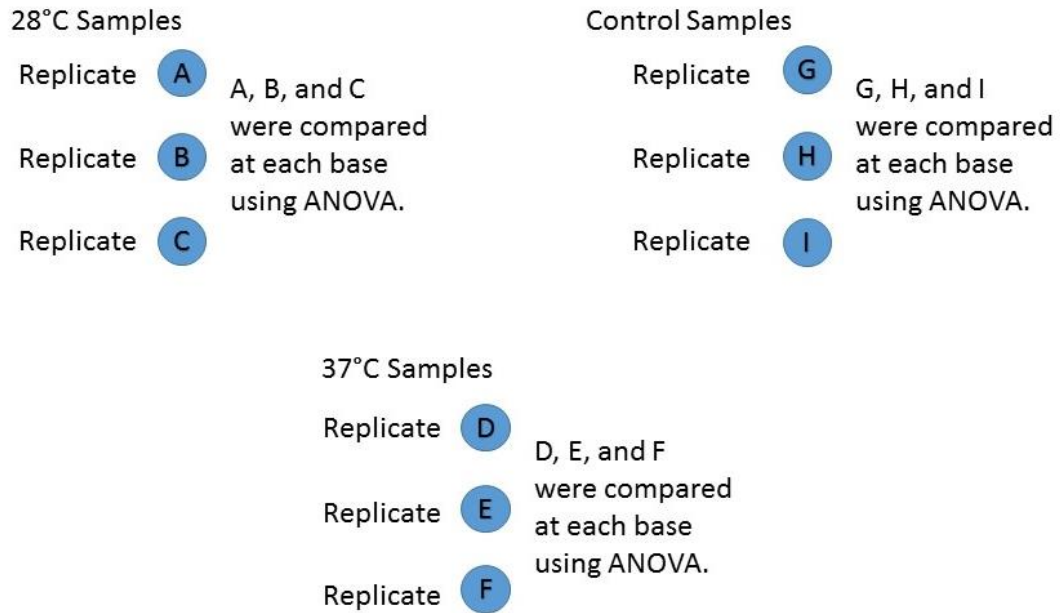 28°C Samples
Replicate A
Replicate B
Replicate C
A, B, and C
were compared
at each base
using ANOVA.
Control Samples
Replicate G
Replicate H
Replicate I
G, H, and I
were compared
at each base
using ANOVA.
37°C Samples
Replicate D
Replicate E
Replicate F
D, E, and F
were compared
at each base
using ANOVA.